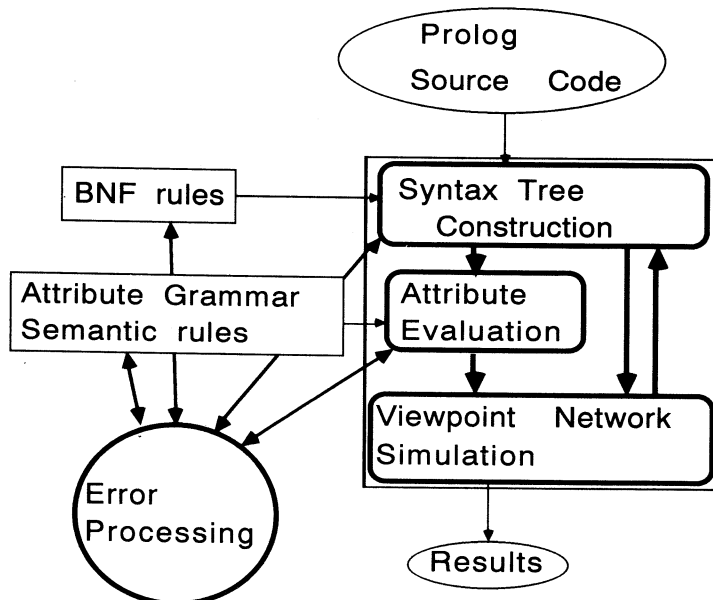 Prolog
Source Code
BNF rules
Syntax Tree
Construction
Attribute Grammar
Semantic rules
Attribute
Evaluation
Viewpoint Network
Simulation
Error
Processing
Results